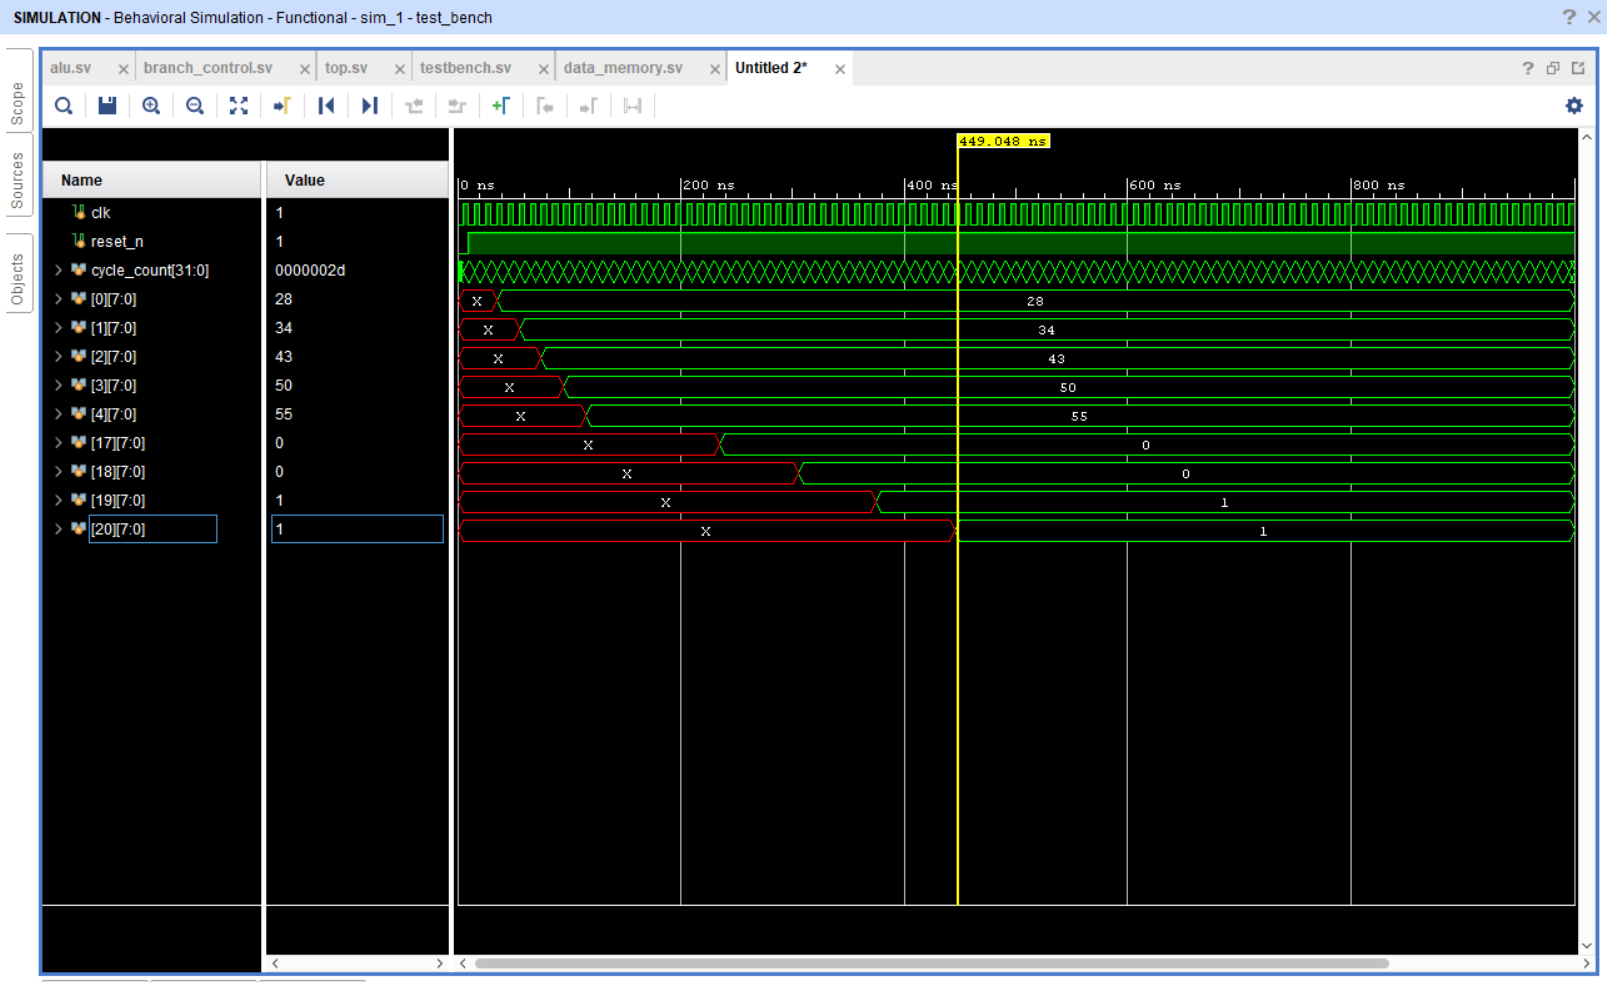 SIMULATION - Behavioral Simulation - Functional - sim_1 - test_bench
Scope
Sources
Objects
alu.sv branch_control.sv top.sv testbench.sv data_memory.sv Untitled 2*
449.048 ns
Name Value 0 ns 200 ns 400 ns 600 ns 800 ns
clk 1
reset_n 1
cycle_count[31:0] 0000002d
[0][7:0] 28 X 28
[1][7:0] 34 X 34
[2][7:0] 43 X 43
[3][7:0] 50 X 50
[4][7:0] 55 X 55
[17][7:0] 0 X 0
[18][7:0] 0 X 0
[19][7:0] 1 X 1
[20][7:0] 1 X 1